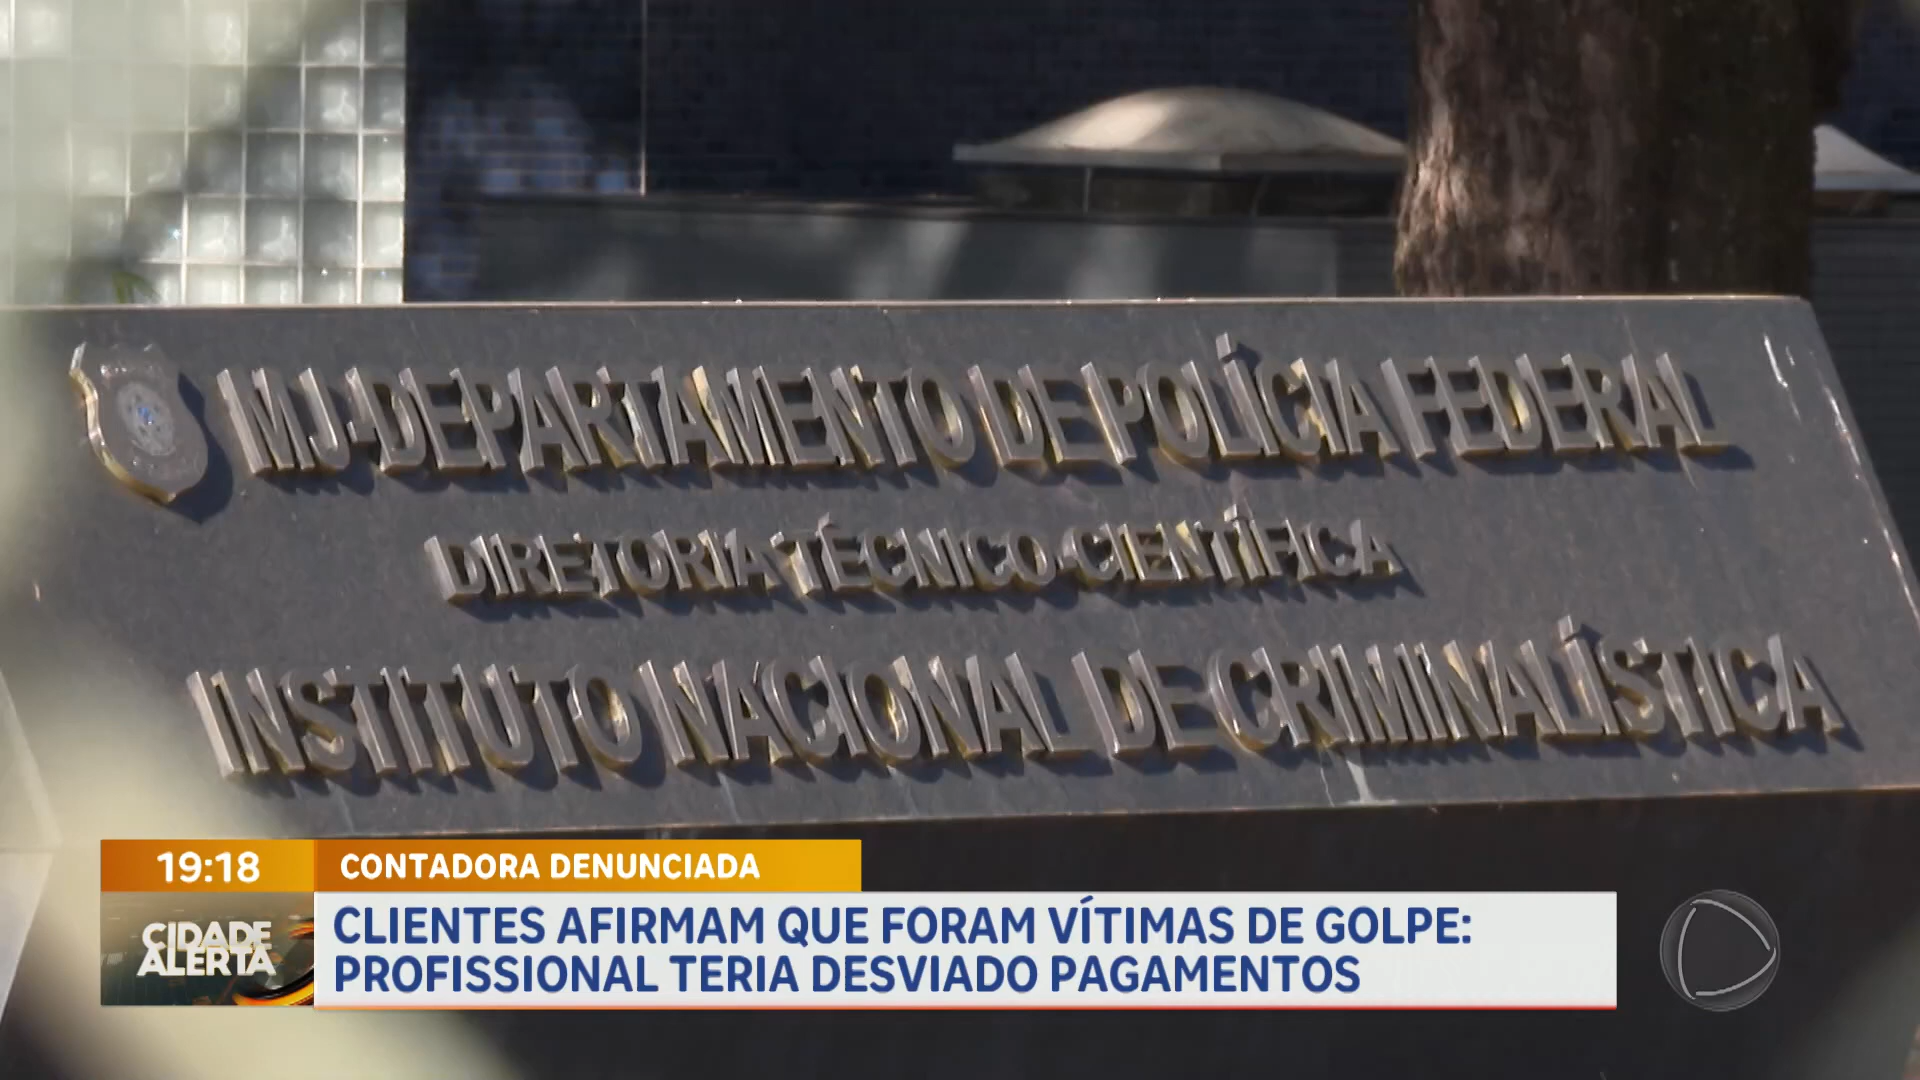 MJ-DEPARTAMENTO DE POLÍCIA FEDERAL
DIRETORIA TÉCNICO-CIENTÍFICA
INSTITUTO NACIONAL DE CRIMINALÍSTICA
19:18
CONTADORA DENUNCIADA
CIDADE
ALERTA
CLIENTES AFIRMAM QUE FORAM VÍTIMAS DE GOLPE:
PROFISSIONAL TERIA DESVIADO PAGAMENTOS